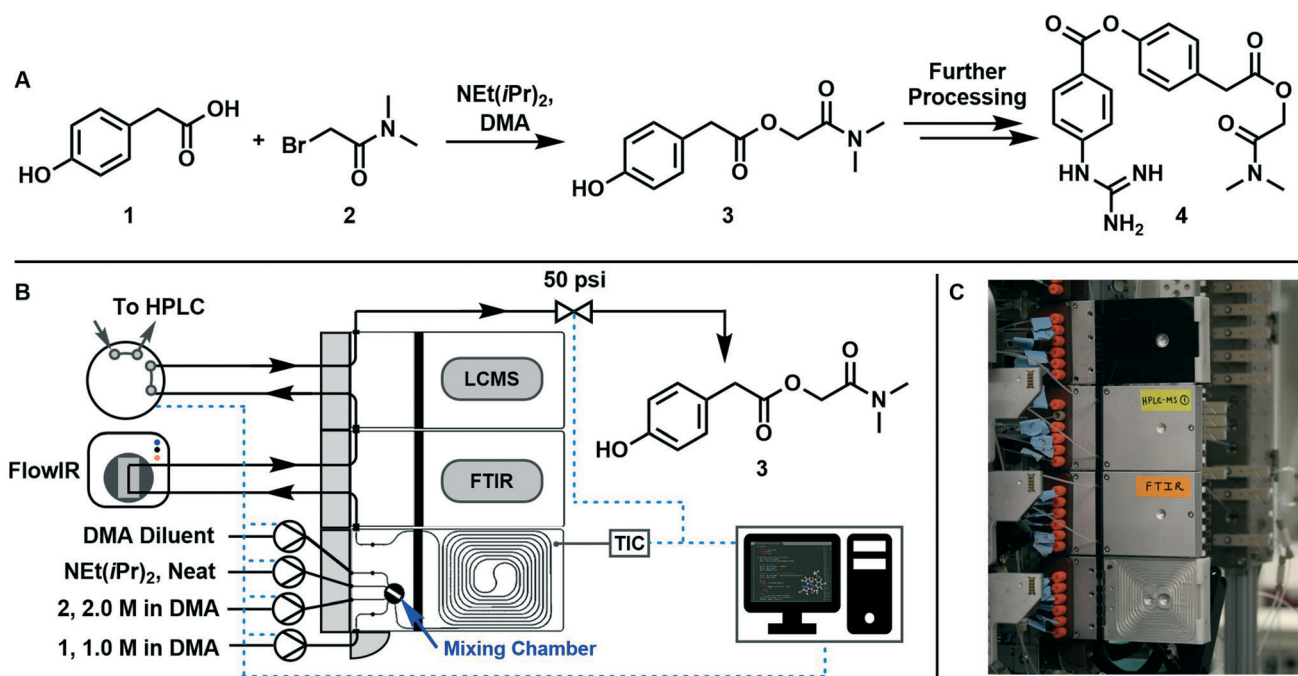 A
OH
O
HO
1
+
Br
N
O
2
NEt(iPr)2,
DMA
HO
O
O
O
N
3
Further
Processing
O
O
O
O
O
N
NH
NH
NH2
4
B
To HPLC
FlowIR
DMA Diluent
NEt(iPr)2, Neat
2, 2.0 M in DMA
1, 1.0 M in DMA
50 psi
LCMS
FTIR
TIC
Mixing Chamber
HO
O
O
O
N
3
C
HPLC-MS 1
FTIR